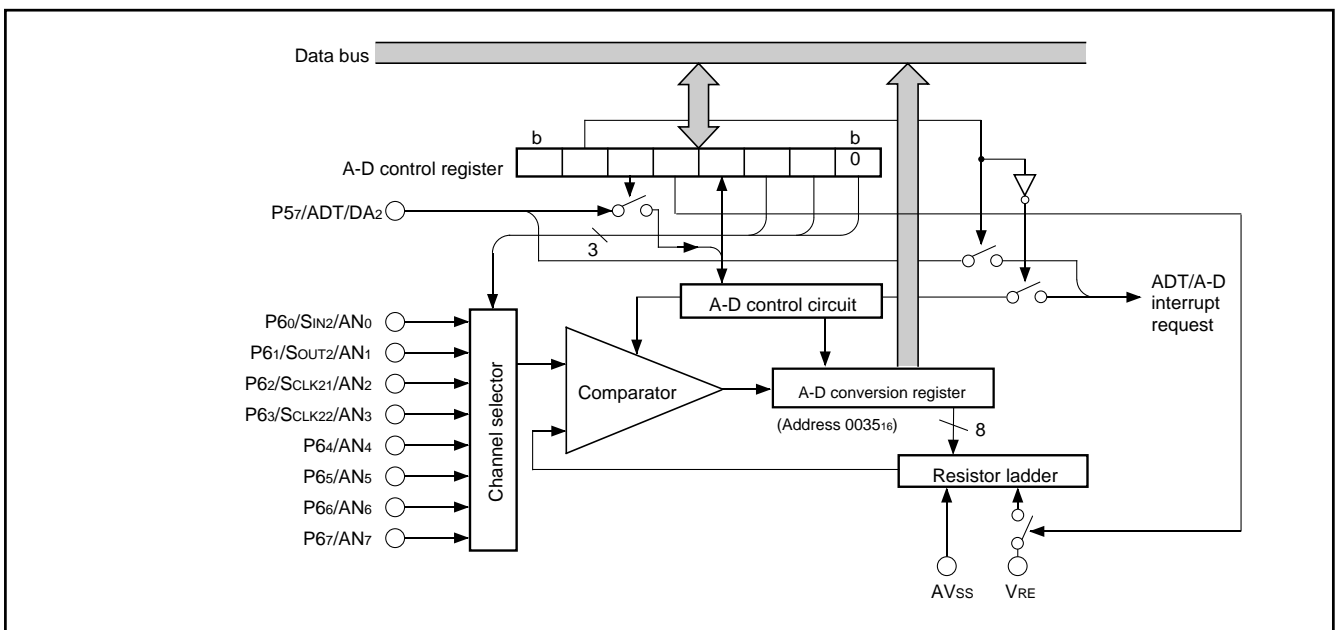 Data bus
b
b
0
A-D control register
P57/ADT/DA2
3
A-D control circuit
ADT/A-D
interrupt
request
P60/SIN2/AN0
P61/SOUT2/AN1
P62/SCLK21/AN2
P63/SCLK22/AN3
P64/AN4
P65/AN5
P66/AN6
P67/AN7
Channel selector
Comparator
A-D conversion register
(Address 003516)
8
Resistor ladder
AVSS
VRE